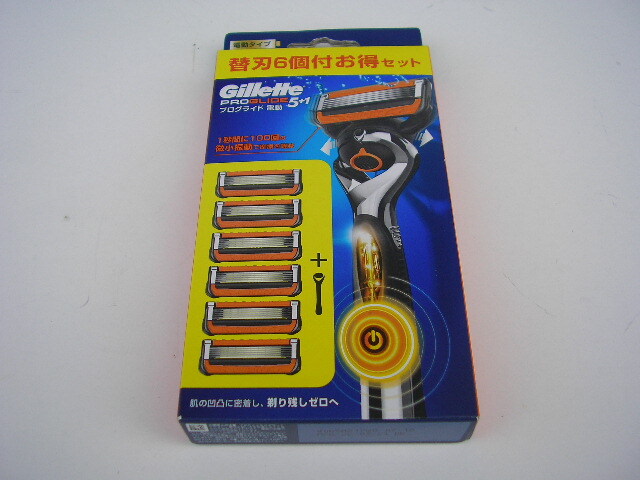 電動タイプ
替刃6個付お得セット
Gillette
PROGLIDE 5+1
プログライド 電動
1秒間に100回の
微小振動で
+
肌の凹凸に密着し、剃り残しゼロへ